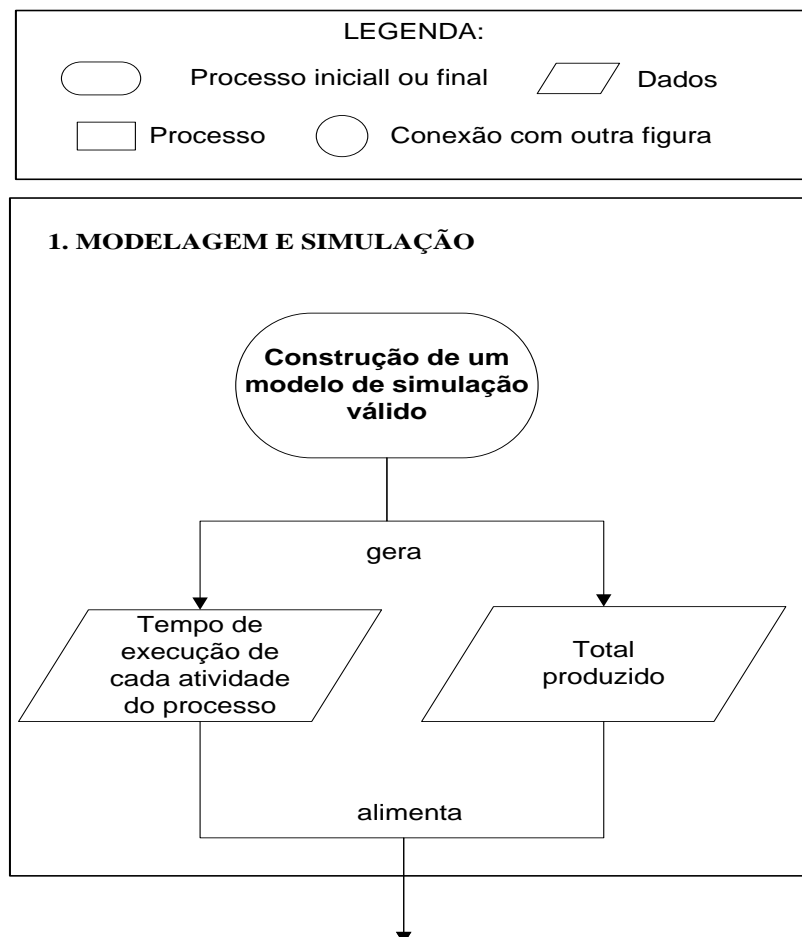 LEGENDA:
Processo iniciall ou final
Dados
Processo
Conexão com outra figura
1. MODELAGEM E SIMULAÇÃO
Construção de um
modelo de simulação
válido
gera
Tempo de
execução de
cada atividade
do processo
Total
produzido
alimenta